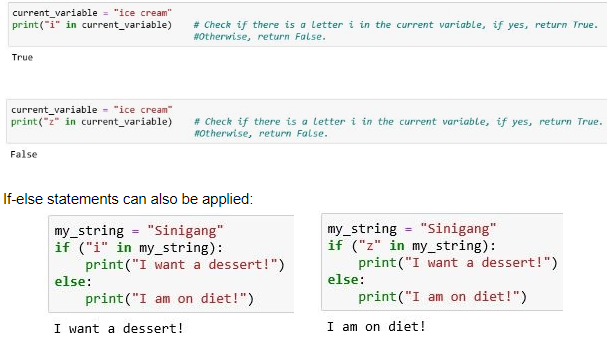 current_variable = "ice cream"
print("i" in current_variable)    # Check if there is a letter i in the current variable, if yes, return True.
#Otherwise, return False.
True
current_variable = "ice cream"
print("z" in current_variable)    # Check if there is a letter i in the current variable, if yes, return True.
#Otherwise, return False.
False
If-else statements can also be applied:
my_string = "Sinigang"
if ("i" in my_string):
    print("I want a dessert!")
else:
    print("I am on diet!")
I want a dessert!
my_string = "Sinigang"
if ("z" in my_string):
    print("I want a dessert!")
else:
    print("I am on diet!")
I am on diet!